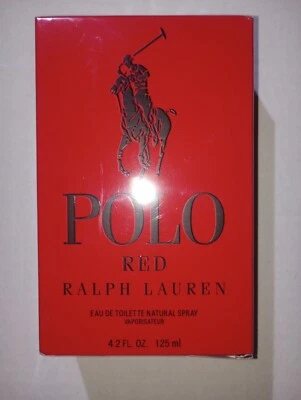 POLO
RED
RALPH LAUREN
EAU DE TOILETTE NATURAL SPRAY
VAPORISATEUR
4.2 FL. OZ. 125 ml